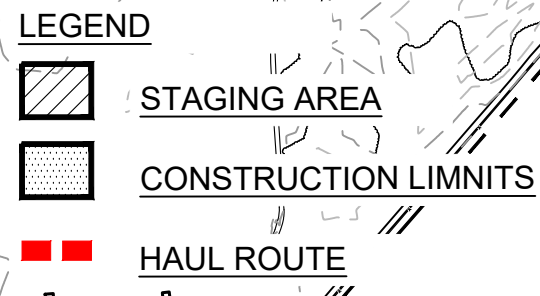 LEGEND
STAGING AREA
CONSTRUCTION LIMNITS
HAUL ROUTE